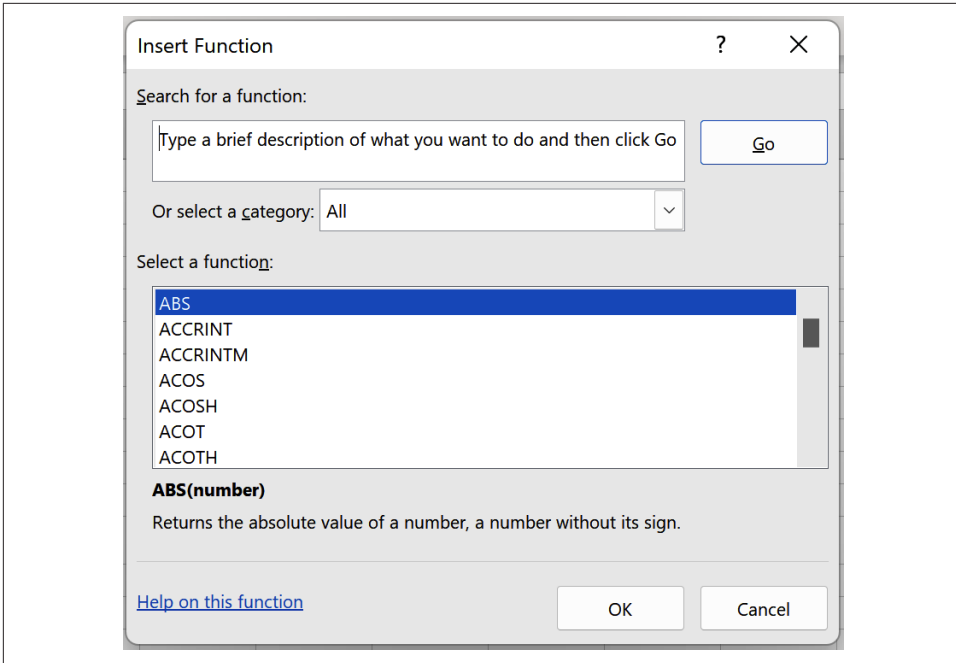 Insert Function ?
Search for a function:
Type a brief description of what you want to do and then click Go
Go
Or select a category: All
Select a function:
ABS
ACCRINT
ACCRINTM
ACOS
ACOSH
ACOT
ACOTH
ABS(number)
Returns the absolute value of a number, a number without its sign.
Help on this function
OK
Cancel